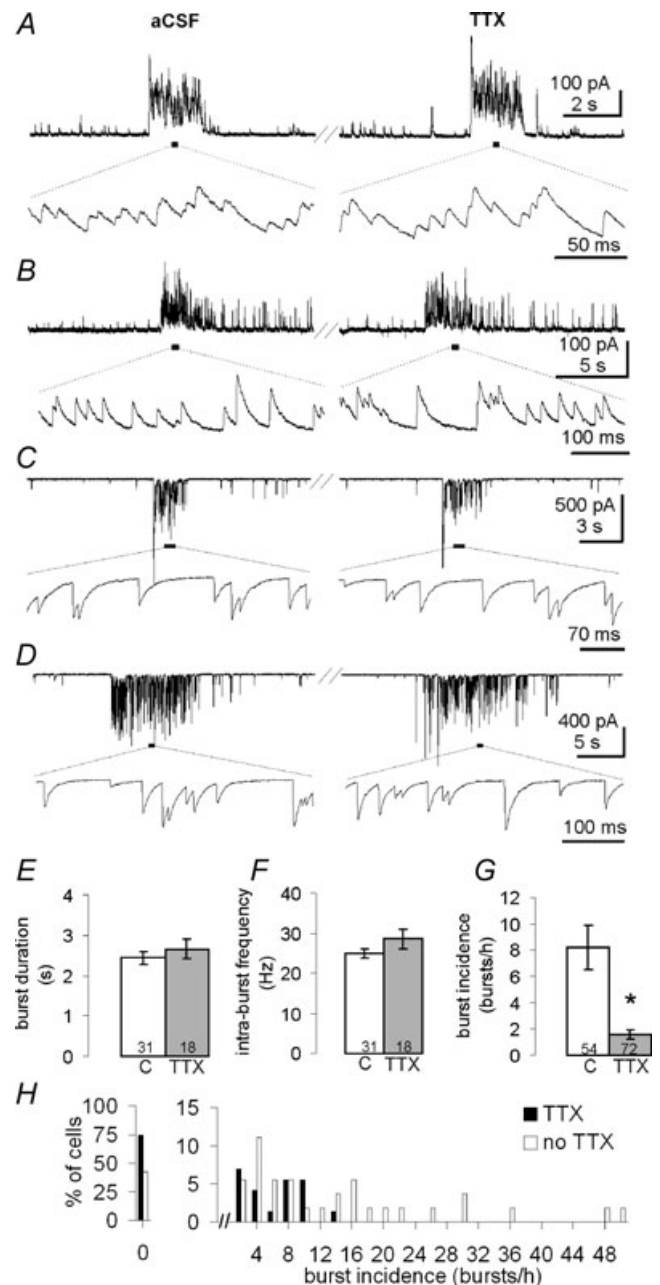 A
aCSF
TTX
100 pA
2 s
50 ms
B
100 pA
5 s
100 ms
C
500 pA
3 s
70 ms
D
400 pA
5 s
100 ms
E
F
G
burst duration
(s)
4
3
2
1
0
31
18
C
TTX
intra-burst frequency
(Hz)
40
30
20
10
0
31
18
C
TTX
burst incidence
(bursts/h)
12
10
8
6
4
2
0
*
54
72
C
TTX
H
% of cells
100
75
50
25
0
15
10
5
0
TTX
no TTX
0
//
4 8 12 16 20 24 28 32 36 40 44 48
burst incidence (bursts/h)